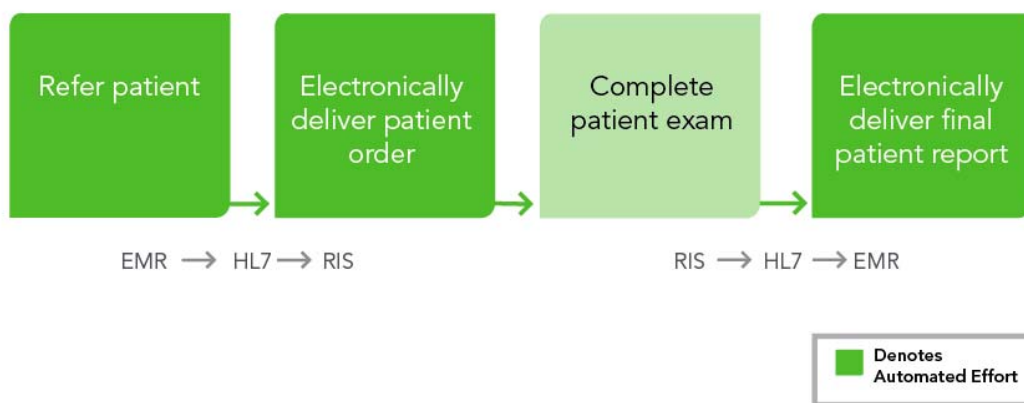 Refer patient
Electronically
deliver patient
order
Complete
patient exam
Electronically
deliver final
patient report
EMR → HL7 → RIS
RIS → HL7 → EMR
Denotes
Automated Effort